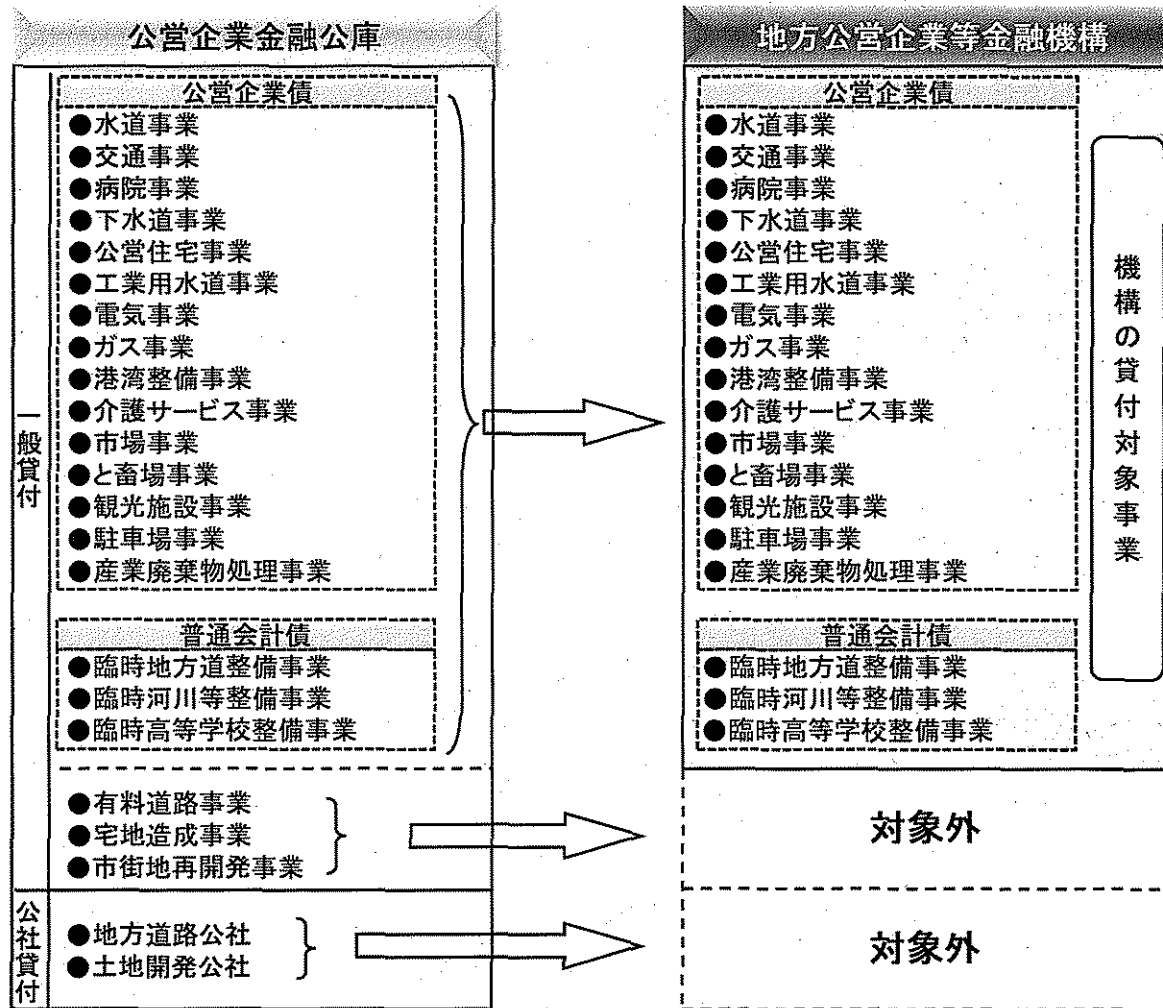 公営企業金融公庫
一般貸付
公営企業債
●水道事業
●交通事業
●病院事業
●下水道事業
●公営住宅事業
●工業用水道事業
●電気事業
●ガス事業
●港湾整備事業
●介護サービス事業
●市場事業
●と畜場事業
●観光施設事業
●駐車場事業
●産業廃棄物処理事業
普通会計債
●臨時地方道整備事業
●臨時河川等整備事業
●臨時高等学校整備事業
●有料道路事業
●宅地造成事業
●市街地再開発事業
公社貸付
●地方道路公社
●土地開発公社
地方公営企業等金融機構
公営企業債
●水道事業
●交通事業
●病院事業
●下水道事業
●公営住宅事業
●工業用水道事業
●電気事業
●ガス事業
●港湾整備事業
●介護サービス事業
●市場事業
●と畜場事業
●観光施設事業
●駐車場事業
●産業廃棄物処理事業
普通会計債
●臨時地方道整備事業
●臨時河川等整備事業
●臨時高等学校整備事業
機構の貸付対象事業
対象外
対象外